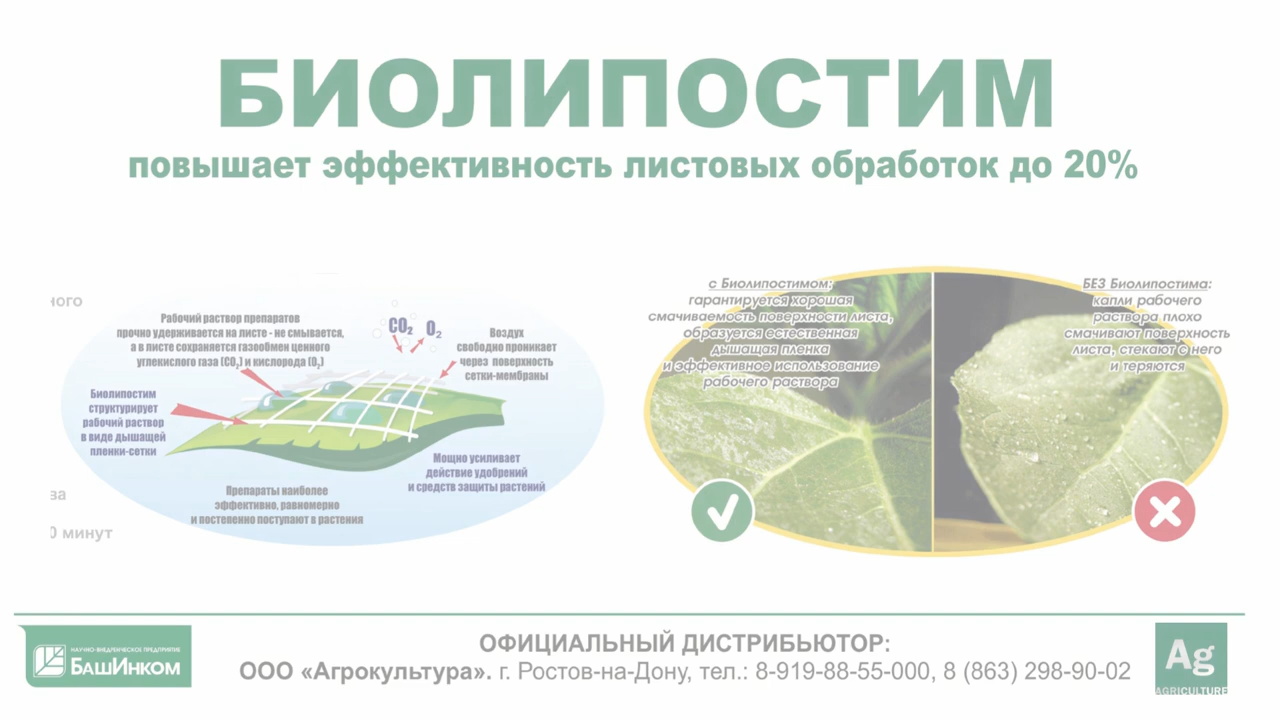 БИОЛИПОСТИМ
повышает эффективность листовых обработок до 20%
Рабочий раствор препаратов
прочно удерживается на листе - не смывается,
а в листе сохраняется газообмен ценного
углекислого газа (CO₂) и кислорода (O₂)
CO₂
O₂
Воздух
свободно проникает
через поверхность
сетки-мембраны
Биолипостим
структурирует
рабочий раствор
в виде дышащей
пленки-сетки
Мощно усиливает
действие удобрений
и средств защиты растений
Препараты наиболее
эффективно, равномерно
и постепенно поступают в растения
с Биолипостимом:
гарантируется хорошая
смачиваемость поверхности листа,
образуется естественная
дышащая пленка
и эффективное использование
рабочего раствора
БЕЗ Биолипостима:
капли рабочего
раствора плохо
смачивают поверхность
листа, стекают с него
и теряются
0 минут
НАУЧНО-ВНЕДРЕНЧЕСКОЕ ПРЕДПРИЯТИЕ
БашИнком
ОФИЦИАЛЬНЫЙ ДИСТРИБЬЮТОР:
ООО «Агрокультура». г. Ростов-на-Дону, тел.: 8-919-88-55-000, 8 (863) 298-90-02
Ag
AGRICULTURE